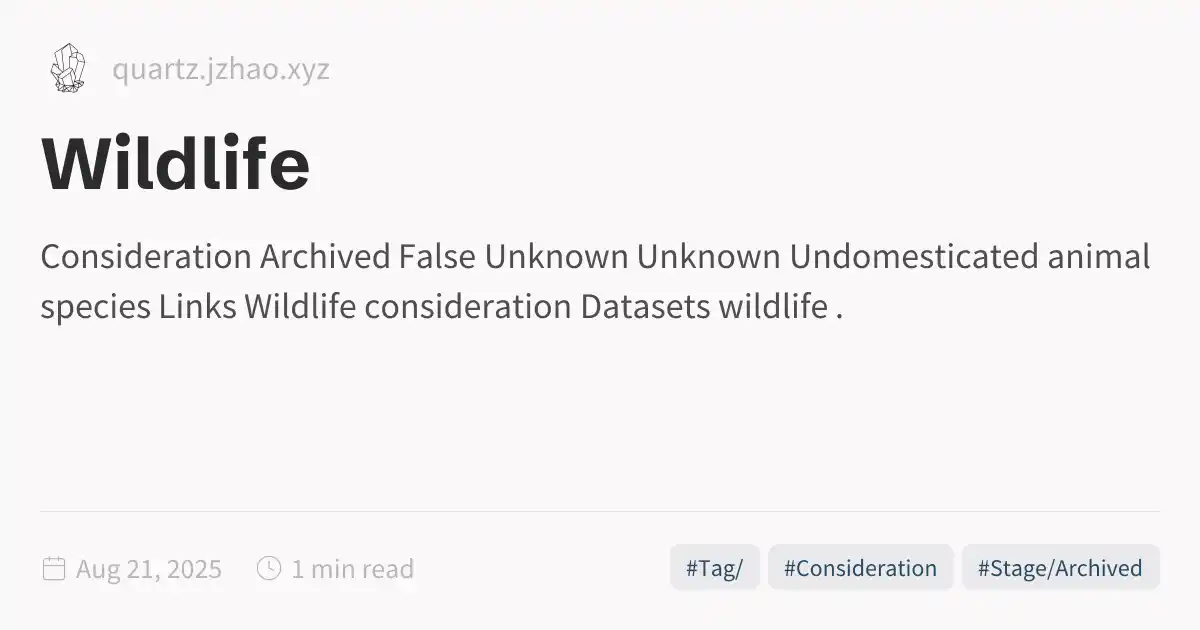 quartz.jzhao.xyz
Wildlife
Consideration Archived False Unknown Unknown Undomesticated animal
species Links Wildlife consideration Datasets wildlife .
Aug 21, 2025 1 min read #Tag/ #Consideration #Stage/Archived